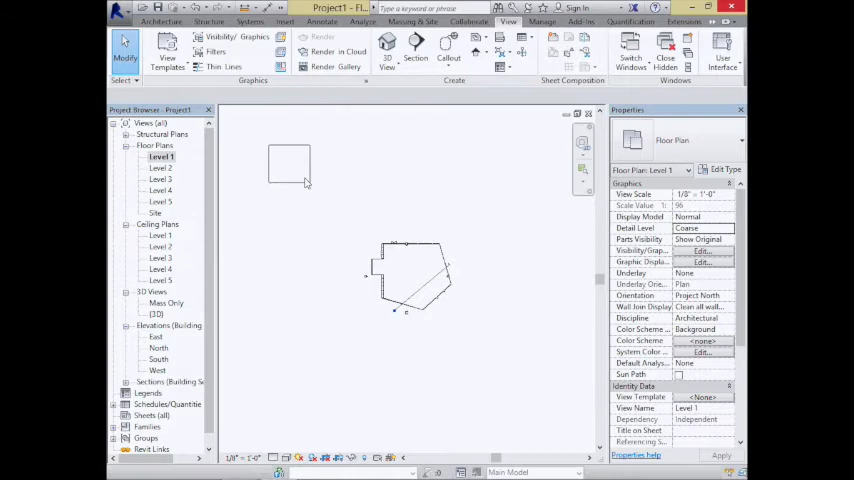 Project1 - Fl...
Type a keyword or phrase
Sign In
Architecture Structure Systems Insert Annotate Analyze Massing & Site Collaborate View Manage Add-Ins Quantification Extensions
Modify
View Templates
Visibility/ Graphics
Filters
Thin Lines
Render
Render in Cloud
Render Gallery
3D View
Section
Callout
Switch Windows
Close Hidden
User Interface
Select
Graphics
Create
Sheet Composition
Windows
Project Browser - Project1
Views (all)
Structural Plans
Floor Plans
Level 1
Level 2
Level 3
Level 4
Level 5
Site
Ceiling Plans
Level 1
Level 2
Level 3
Level 4
Level 5
3D Views
Mass Only
{3D}
Elevations (Building
East
North
South
West
Sections (Building Se
Legends
Schedules/Quantitie
Sheets (all)
Families
Groups
Revit Links
Properties
Floor Plan
Floor Plan: Level 1
Edit Type
Graphics
View Scale 1/8" = 1'-0"
Scale Value 1: 96
Display Model Normal
Detail Level Coarse
Parts Visibility Show Original
Visibility/Grap... Edit...
Graphic Displa... Edit...
Underlay None
Underlay Orie... Plan
Orientation Project North
Wall Join Display Clean all wall...
Discipline Architectural
Color Scheme ... Background
Color Scheme <none>
System Color ... Edit...
Default Analys... None
Sun Path
Identity Data
View Template <None>
View Name Level 1
Dependency Independent
Title on Sheet
Referencing S...
Properties help
Apply
1/8" = 1'-0"
:0
Main Model